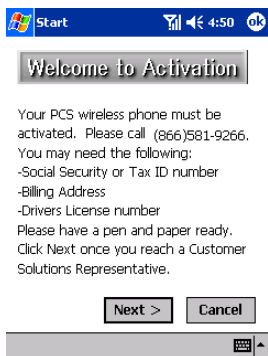 Start 4:50 ok
Welcome to Activation
Your PCS wireless phone must be
activated. Please call (866)581-9266.
You may need the following:
-Social Security or Tax ID number
-Billing Address
-Drivers License number
Please have a pen and paper ready.
Click Next once you reach a Customer
Solutions Representative.
Next > Cancel